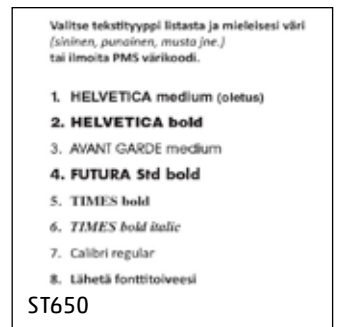 Valitse tekstityyppi listasta ja mieleisesi väri
(sininen, punainen, musta jne.)
tai ilmoita PMS värikoodi.
1. HELVETICA medium (oletus)
2. HELVETICA bold
3. AVANT GARDE medium
4. FUTURA Std bold
5. TIMES bold
6. TIMES bold italic
7. Calibri regular
8. Lähetä fonttitoiveesi
ST650